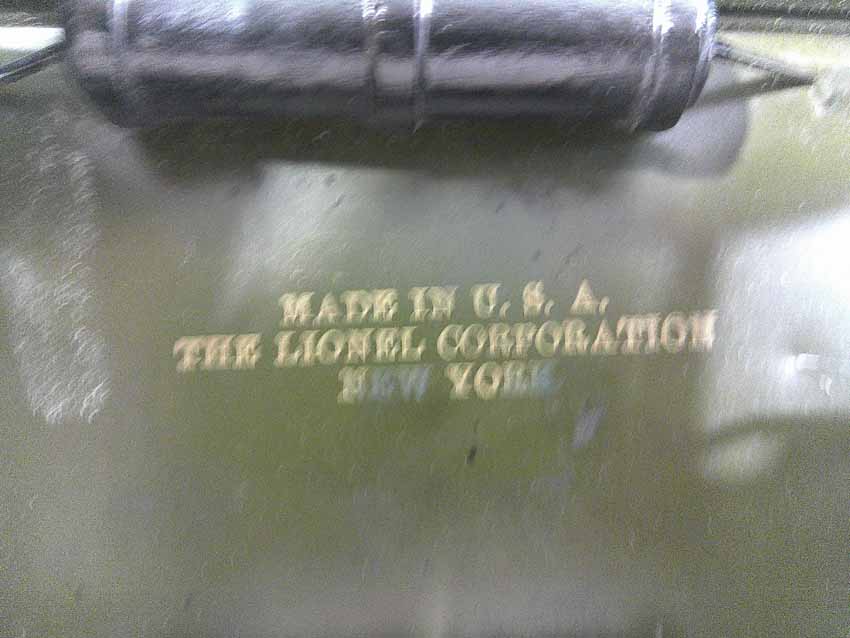 MADE IN U. S. A.
THE LIONEL CORPORATION
NEW YORK